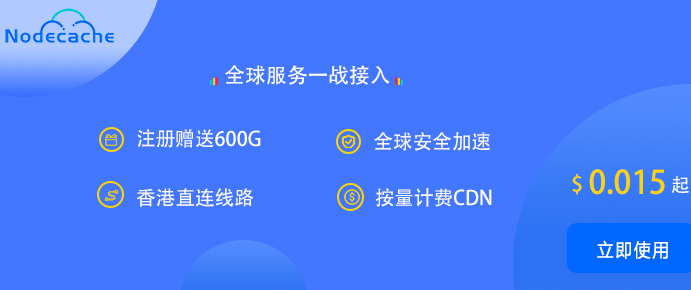 Nodecache
全球服务一战接入
注册赠送600G
全球安全加速
香港直连线路
按量计费CDN
$ 0.015 起
立即使用